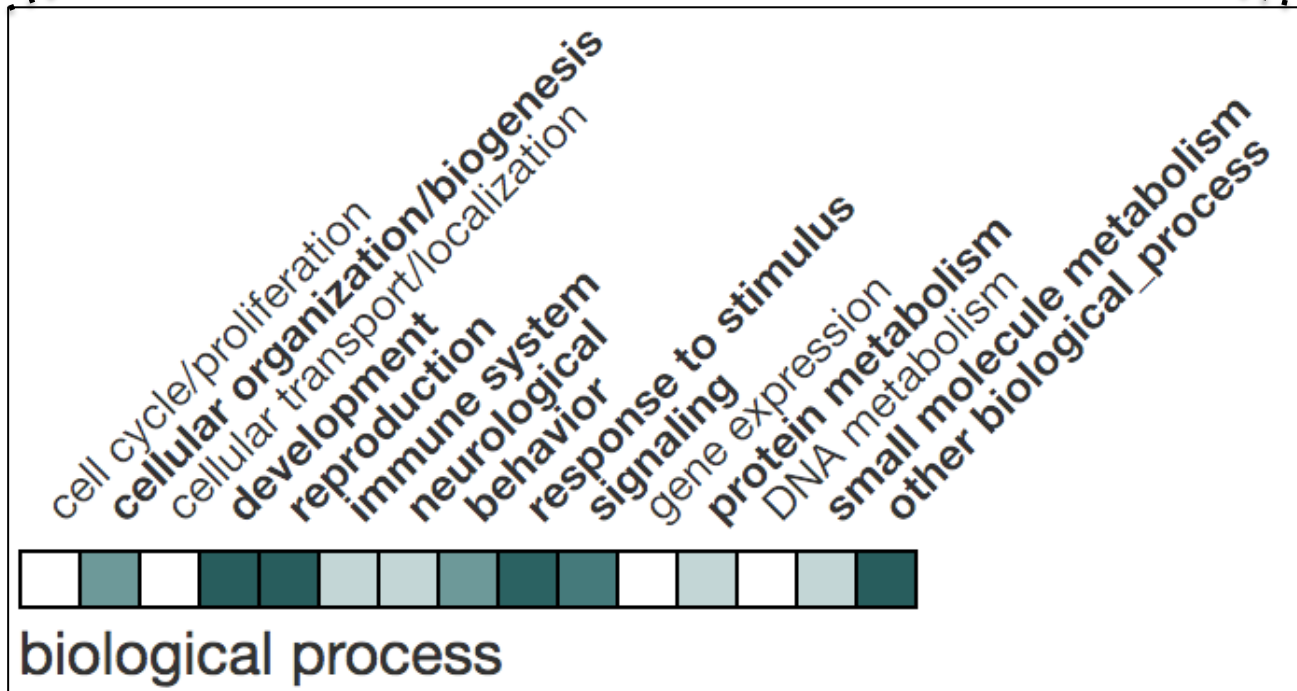 cell cycle/proliferation
cellular organization/biogenesis
cellular transport/localization
development
reproduction
immune system
neurological
behavior
response to stimulus
signaling
gene expression
protein metabolism
DNA metabolism
small molecule metabolism
other biological_process
biological process